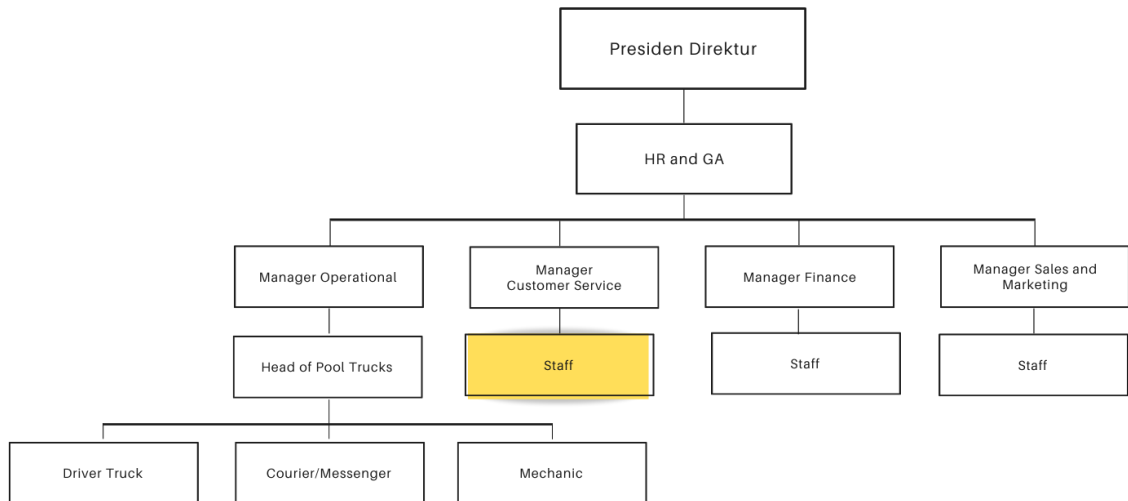 Presiden Direktur
HR and GA
Manager Operational
Manager
Customer Service
Manager Finance
Manager Sales and
Marketing
Head of Pool Trucks
Staff
Staff
Staff
Driver Truck
Courier/Messenger
Mechanic